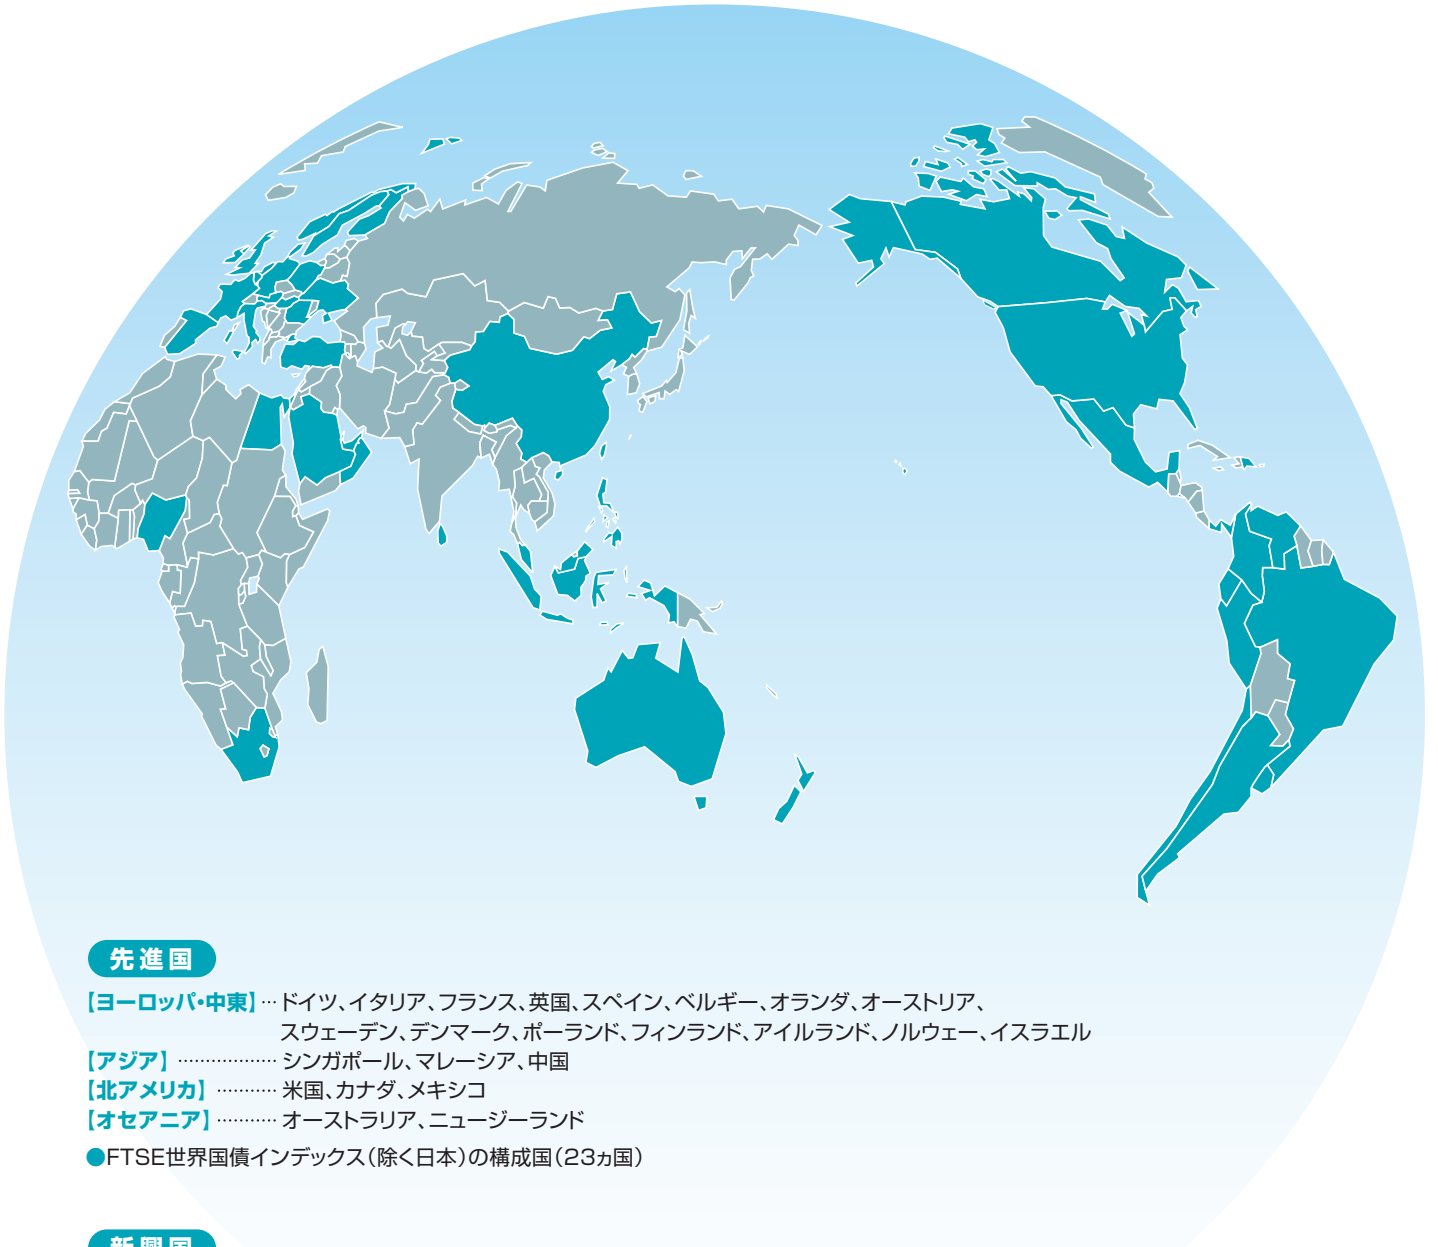 先進国
【ヨーロッパ・中東】…ドイツ、イタリア、フランス、英国、スペイン、ベルギー、オランダ、オーストリア、
スウェーデン、デンマーク、ポーランド、フィンランド、アイルランド、ノルウェー、イスラエル
【アジア】………………シンガポール、マレーシア、中国
【北アメリカ】…………米国、カナダ、メキシコ
【オセアニア】…………オーストラリア、ニュージーランド
●FTSE世界国債インデックス（除く日本）の構成国（23ヵ国）
新興国